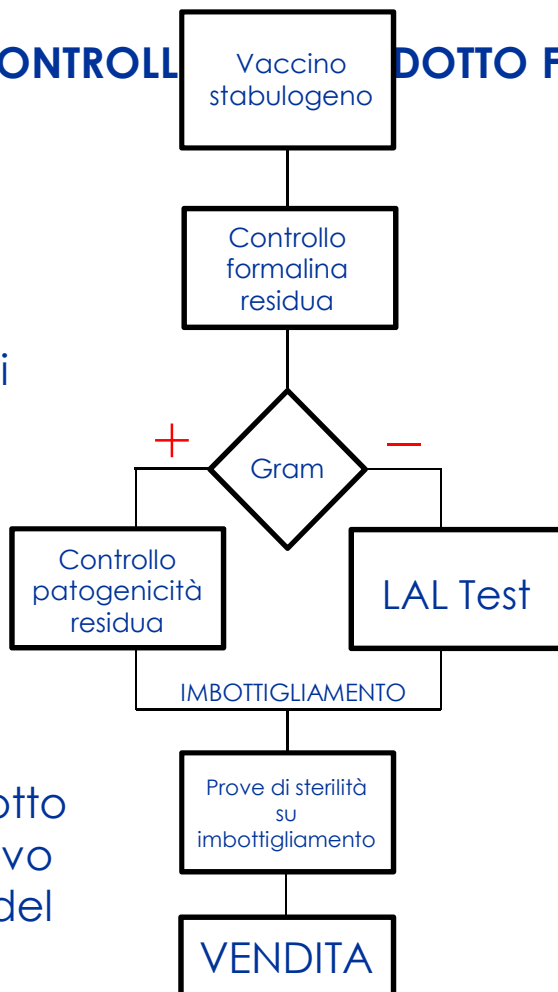 ONTROLL DOTTO F
Vaccino
stabulogeno
Controllo
formalina
residua
i
+ −
Gram
Controllo
patogenicità
residua
LAL Test
IMBOTTIGLIAMENTO
Prove di sterilità
su
imbottigliamento
otto
vo
del
VENDITA